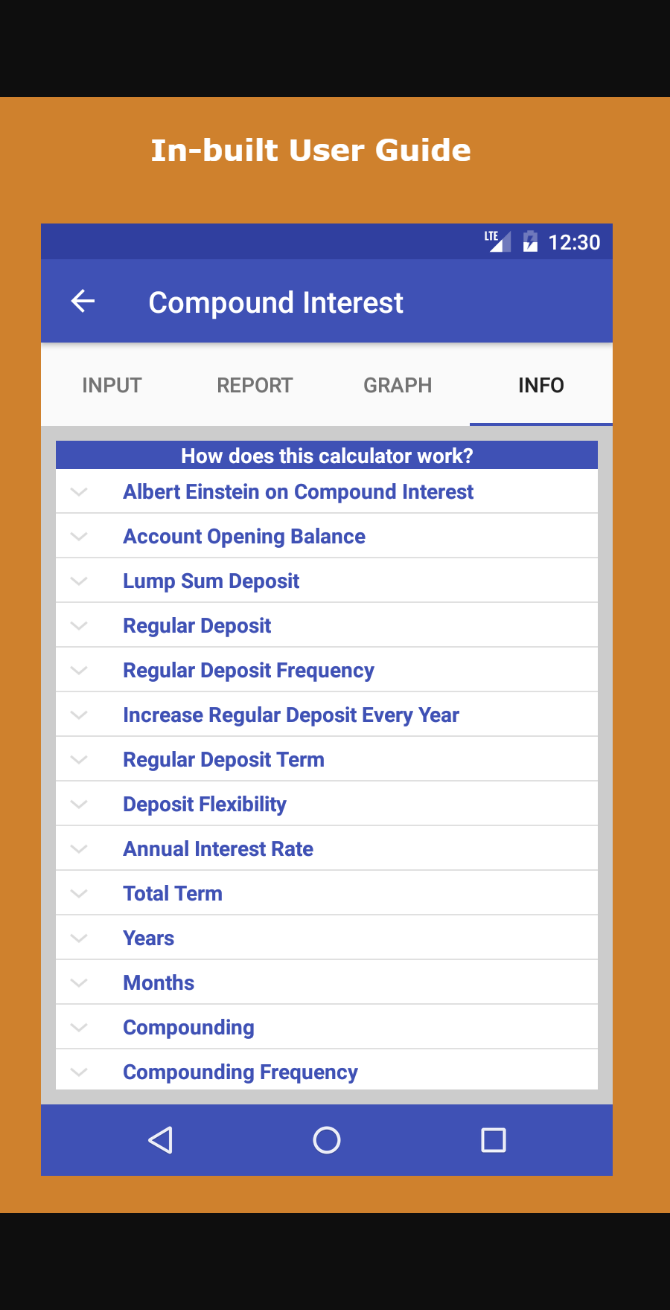 In-built User Guide
LTE 12:30
Compound Interest
INPUT REPORT GRAPH INFO
How does this calculator work?
Albert Einstein on Compound Interest
Account Opening Balance
Lump Sum Deposit
Regular Deposit
Regular Deposit Frequency
Increase Regular Deposit Every Year
Regular Deposit Term
Deposit Flexibility
Annual Interest Rate
Total Term
Years
Months
Compounding
Compounding Frequency